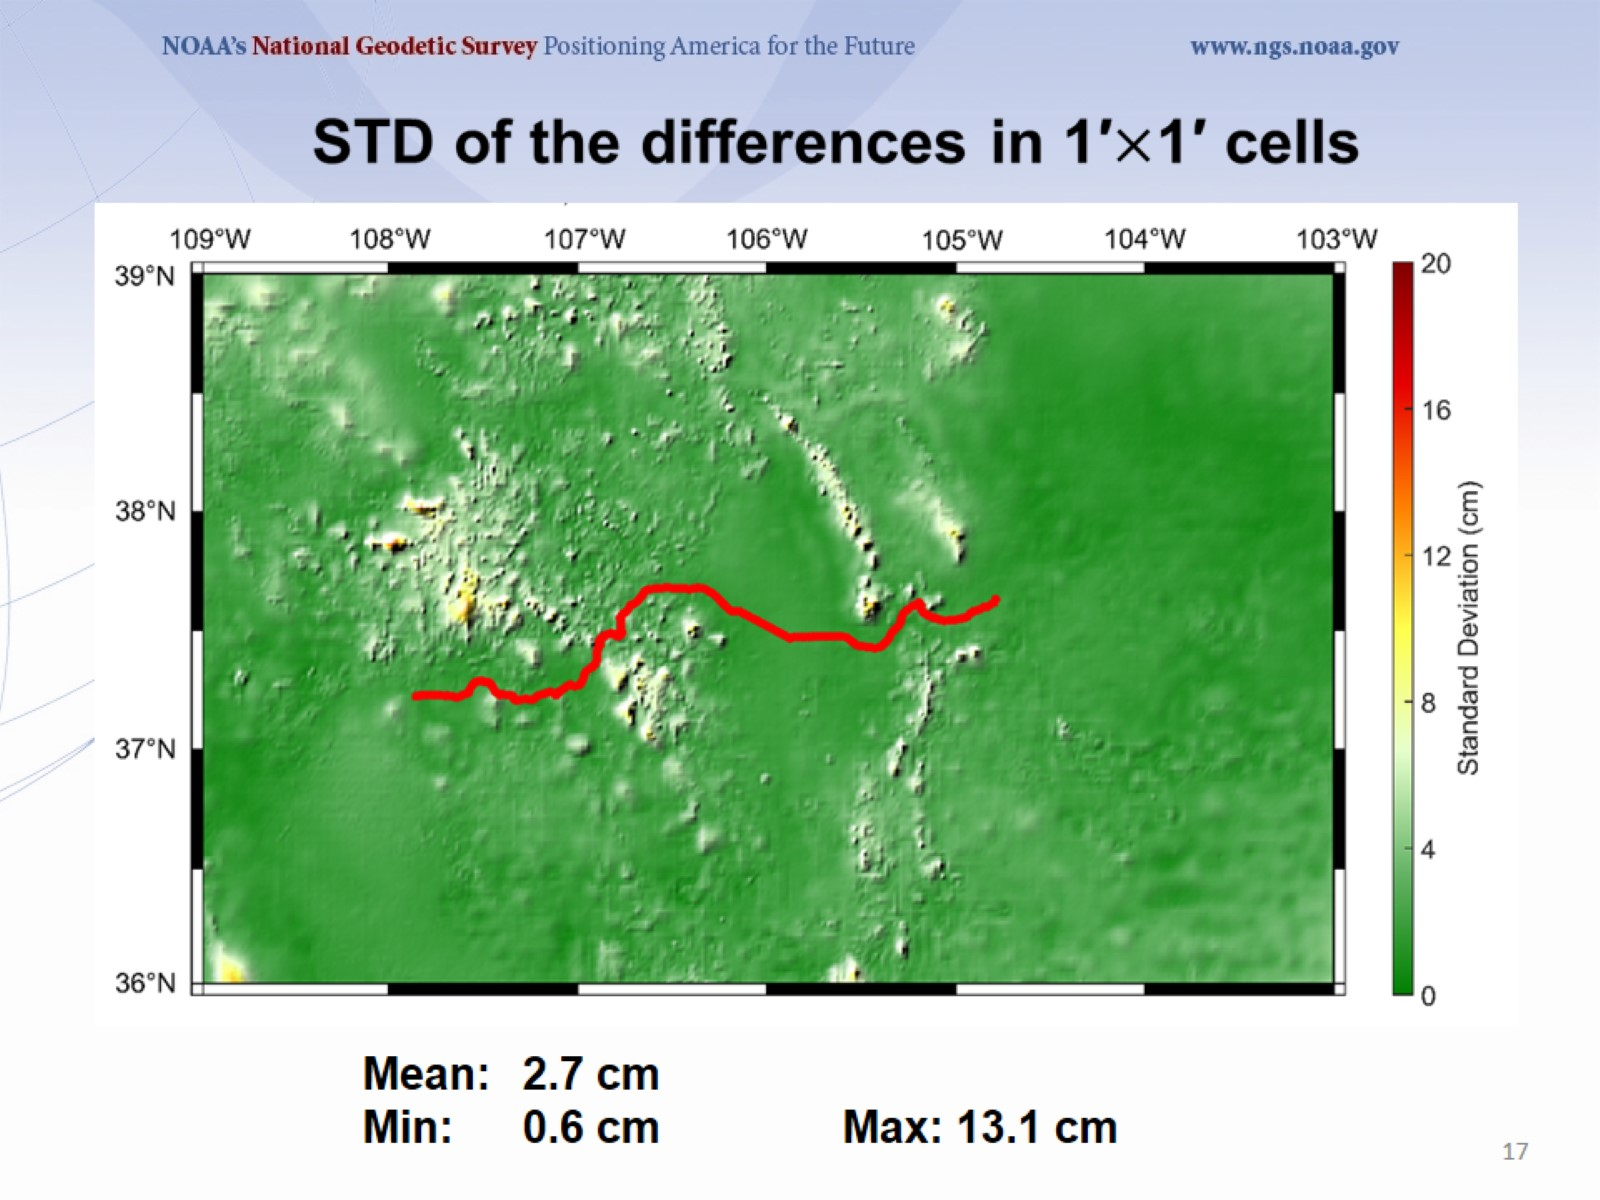 NOAA's National Geodetic Survey Positioning America for the Future www.ngs.noaa.gov
STD of the differences in 1′×1′ cells
109°W 108°W 107°W 106°W 105°W 104°W 103°W
39°N
38°N
37°N
36°N
20
16
12
8
4
0
Standard Deviation (cm)
Mean: 2.7 cm
Min: 0.6 cm Max: 13.1 cm
17